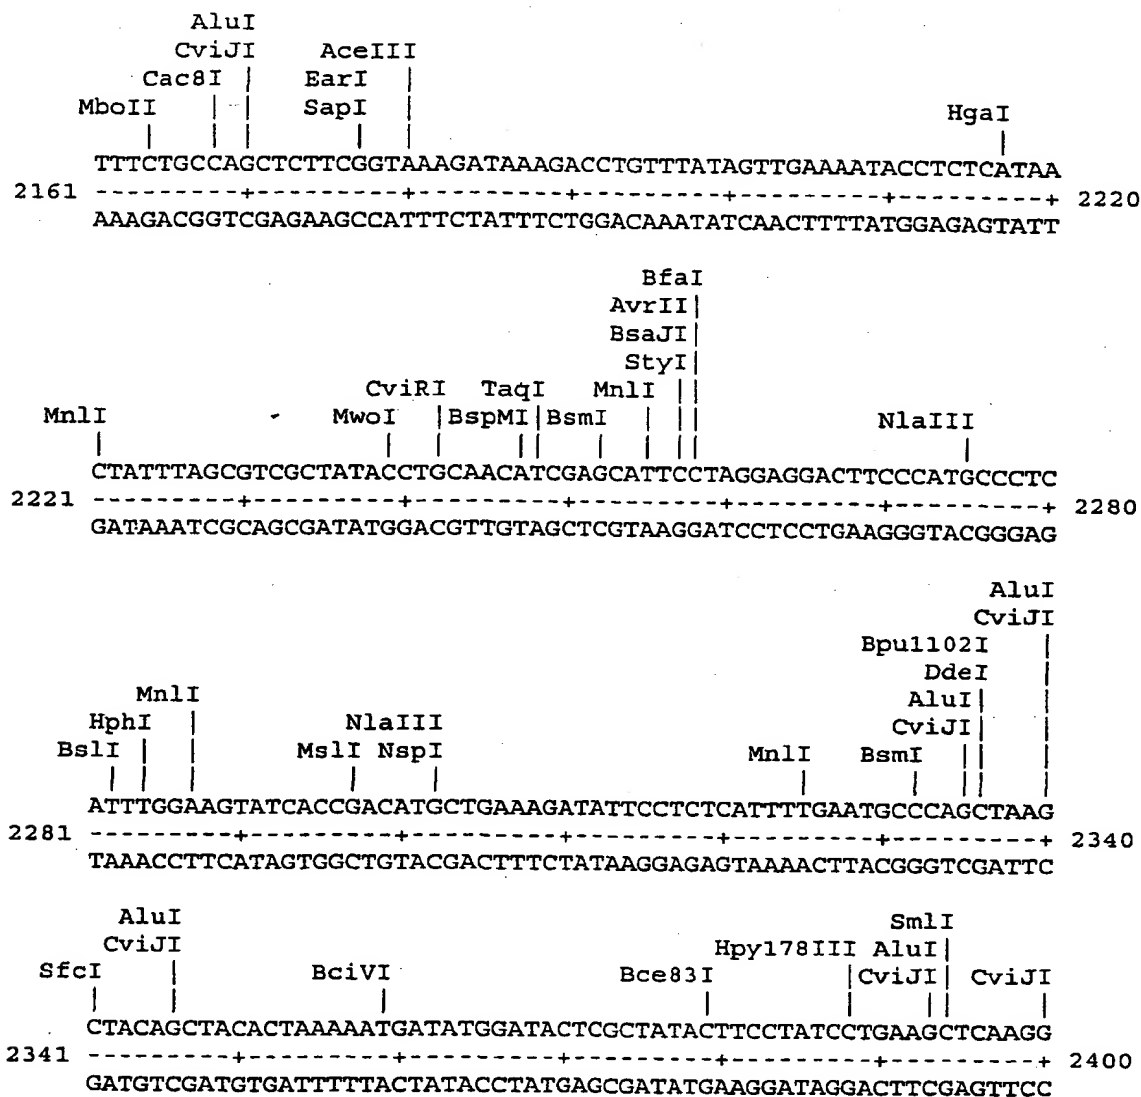 AluI
CviJI AceIII
Cac8I | EarI |
MboII | | SapI | HgaI
| | | | | |
TTTCTGCCAGCTCTTCGGTAAAGATAAAGACCTGTTTATAGTTGAAAATACCTCTCATAA
2161 ---------+---------+---------+---------+---------+---------+ 2220
AAAGACGGTCGAGAAGCCATTTCTATTTCTGGACAAATATCAACTTTTATGGAGAGTATT
BfaI
AvrII|
BsaJI|
StyI|
CviRI TaqI MnlI ||
MnlI MwoI |BspMI|BsmI | || NlaIII
| | | || | | || |
CTATTTAGCGTCGCTATACCTGCAACATCGAGCATTCCTAGGAGGACTTCCCATGCCCTC
2221 ---------+---------+---------+---------+---------+---------+ 2280
GATAAATCGCAGCGATATGGACGTTGTAGCTCGTAAGGATCCTCCTGAAGGGTACGGGAG
AluI
CviJI
Bpu1102I |
DdeI |
MnlI AluI| |
HphI | NlaIII CviJI| |
BslI | | MslI NspI MnlI BsmI || |
| | | | | | | || |
ATTTGGAAGTATCACCGACATGCTGAAAGATATTCCTCTCATTTTGAATGCCCAGCTAAG
2281 ---------+---------+---------+---------+---------+---------+ 2340
TAAACCTTCATAGTGGCTGTACGACTTTCTATAAGGAGAGTAAAACTTACGGGTCGATTC
AluI SmlI
CviJI Hpy178III AluI|
SfcI | BciVI Bce83I |CviJI| CviJI
| | | | | || |
CTACAGCTACACTAAAAATGATATGGATACTCGCTATACTTCCTATCCTGAAGCTCAAGG
2341 ---------+---------+---------+---------+---------+---------+ 2400
GATGTCGATGTGATTTTTACTATACCTATGAGCGATATGAAGGATAGGACTTCGAGTTCC